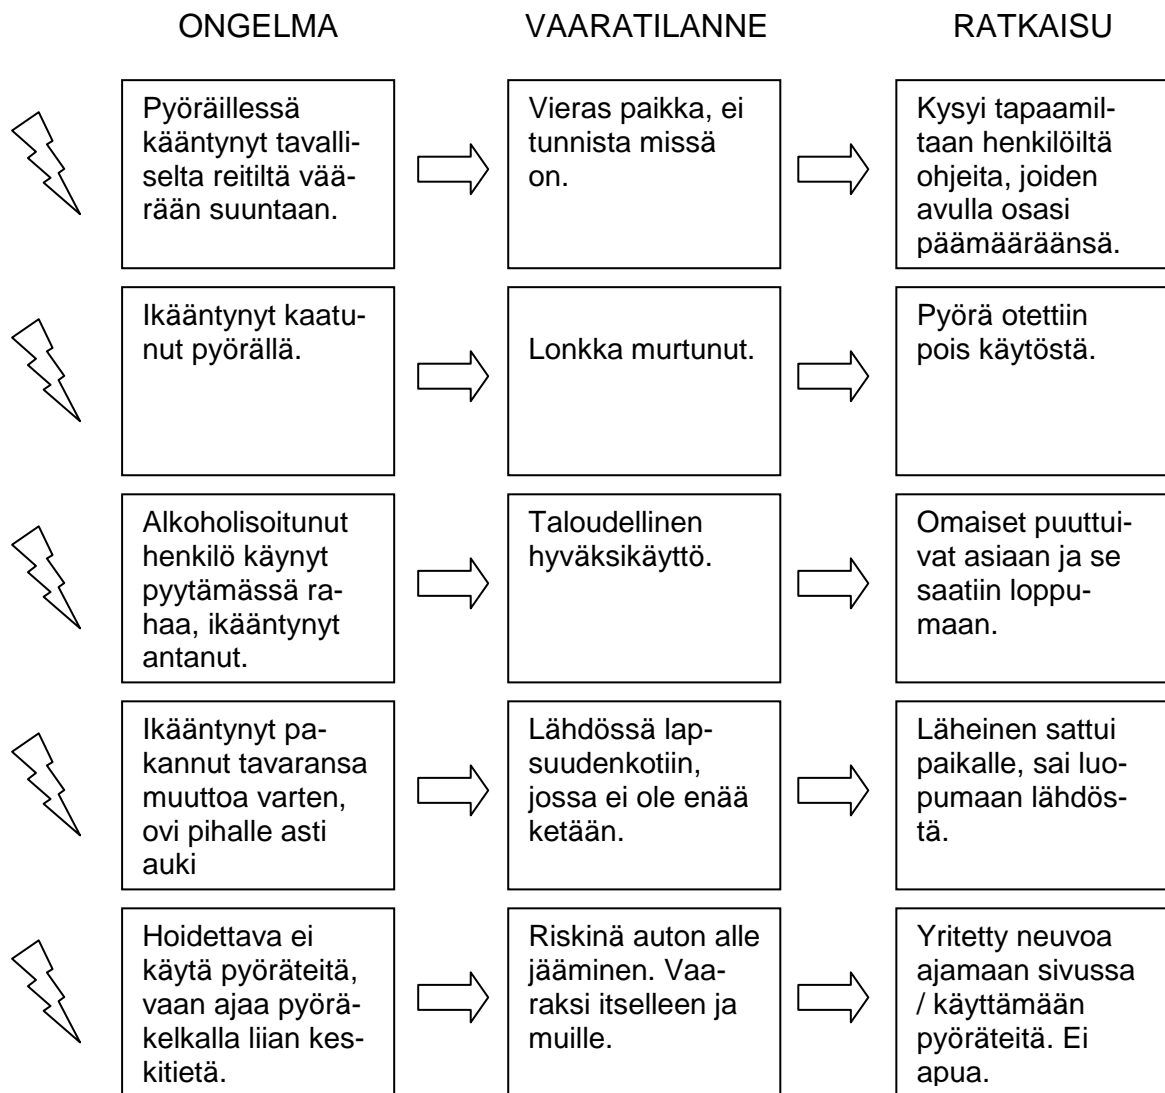 ONGELMA VAARATILANNE RATKAISU
Pyöräillessä
kääntynyt tavalli-
selta reitiltä vää-
rään suuntaan.
Vieras paikka, ei
tunnista missä
on.
Kysyi tapaamil-
taan henkilöiltä
ohjeita, joiden
avulla osasi
päämääräänsä.
Ikääntynyt kaatu-
nut pyörällä.
Lonkka murtunut.
Pyörä otettiin
pois käytöstä.
Alkoholisoitunut
henkilö käynyt
pyytämässä ra-
haa, ikääntynyt
antanut.
Taloudellinen
hyväksikäyttö.
Omaiset puuttui-
vat asiaan ja se
saatiin loppu-
maan.
Ikääntynyt pa-
kannut tavaransa
muuttoa varten,
ovi pihalle asti
auki
Lähdössä lap-
suudenkotiin,
jossa ei ole enää
ketään.
Läheinen sattui
paikalle, sai luo-
pumaan lähdös-
tä.
Hoidettava ei
käytä pyöräteitä,
vaan ajaa pyörä-
kelkalla liian kes-
kitietä.
Riskinä auton alle
jääminen. Vaa-
raksi itselleen ja
muille.
Yritetty neuvoa
ajamaan sivussa
/ käyttämään
pyöräteitä. Ei
apua.